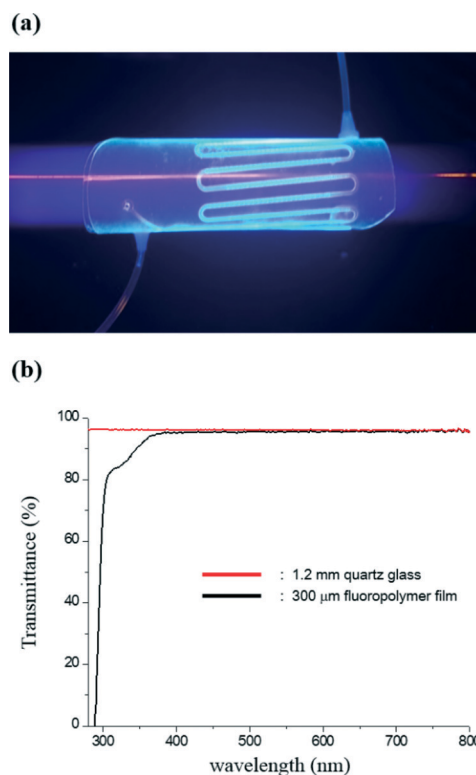 (a)
(b)
100
80
60
40
20
0
Transmittance (%)
: 1.2 mm quartz glass
: 300 μm fluoropolymer film
300 400 500 600 700 800
wavelength (nm)